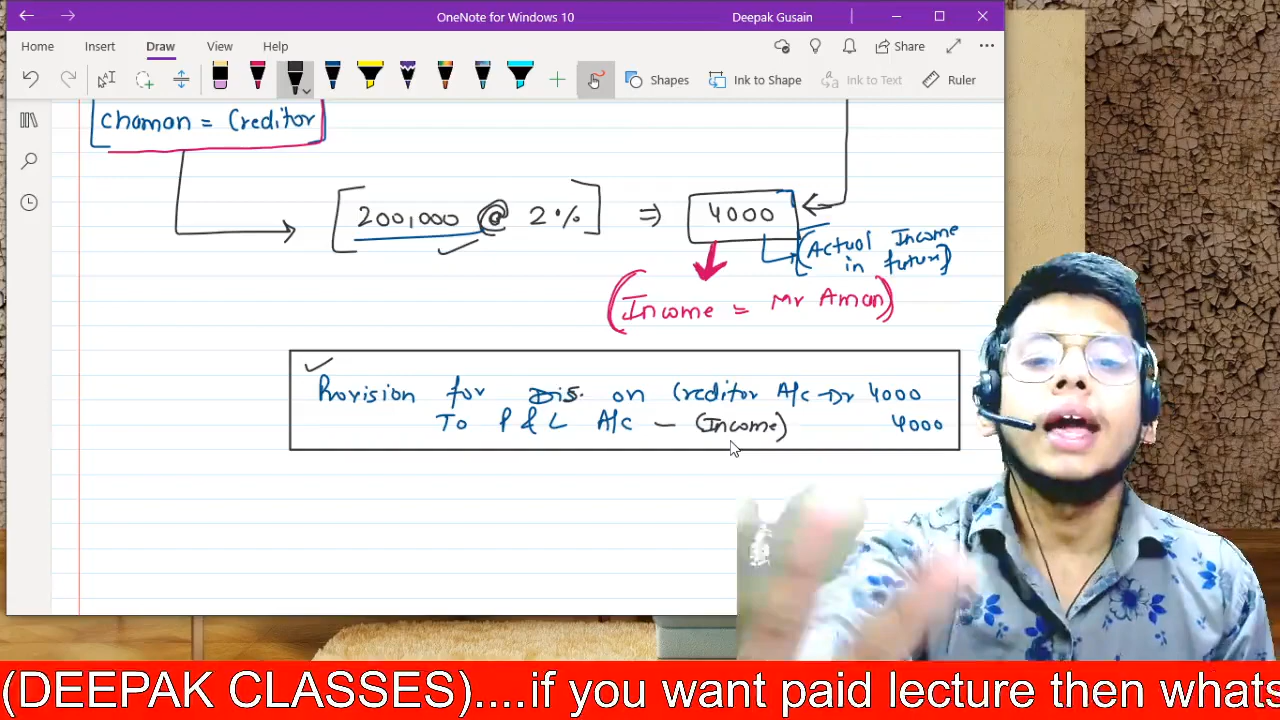 OneNote for Windows 10
Deepak Gusain
Home Insert Draw View Help
Share
Shapes Ink to Shape Ink to Text Ruler
Chaman = Creditor
200,000 @ 2% ⇒ 4000
(Actual Income
in future)
(Income = Mr Aman)
Provision for Dis. on Creditor A/c → Dr 4000
To P & L A/c – (Income) 4000
(DEEPAK CLASSES)....if you want paid lecture then whats